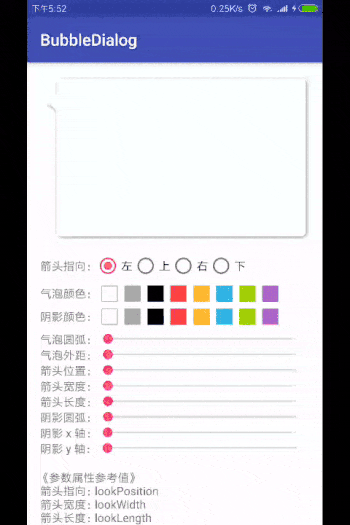 下午5:52 0.25K/s
BubbleDialog
箭头指向： 左 上 右 下
气泡颜色：
阴影颜色：
气泡圆弧：
气泡外距：
箭头位置：
箭头宽度：
箭头长度：
阴影圆弧：
阴影 x 轴：
阴影 y 轴：
《参数属性参考值》
箭头指向：lookPosition
箭头宽度：lookWidth
箭头长度：lookLength